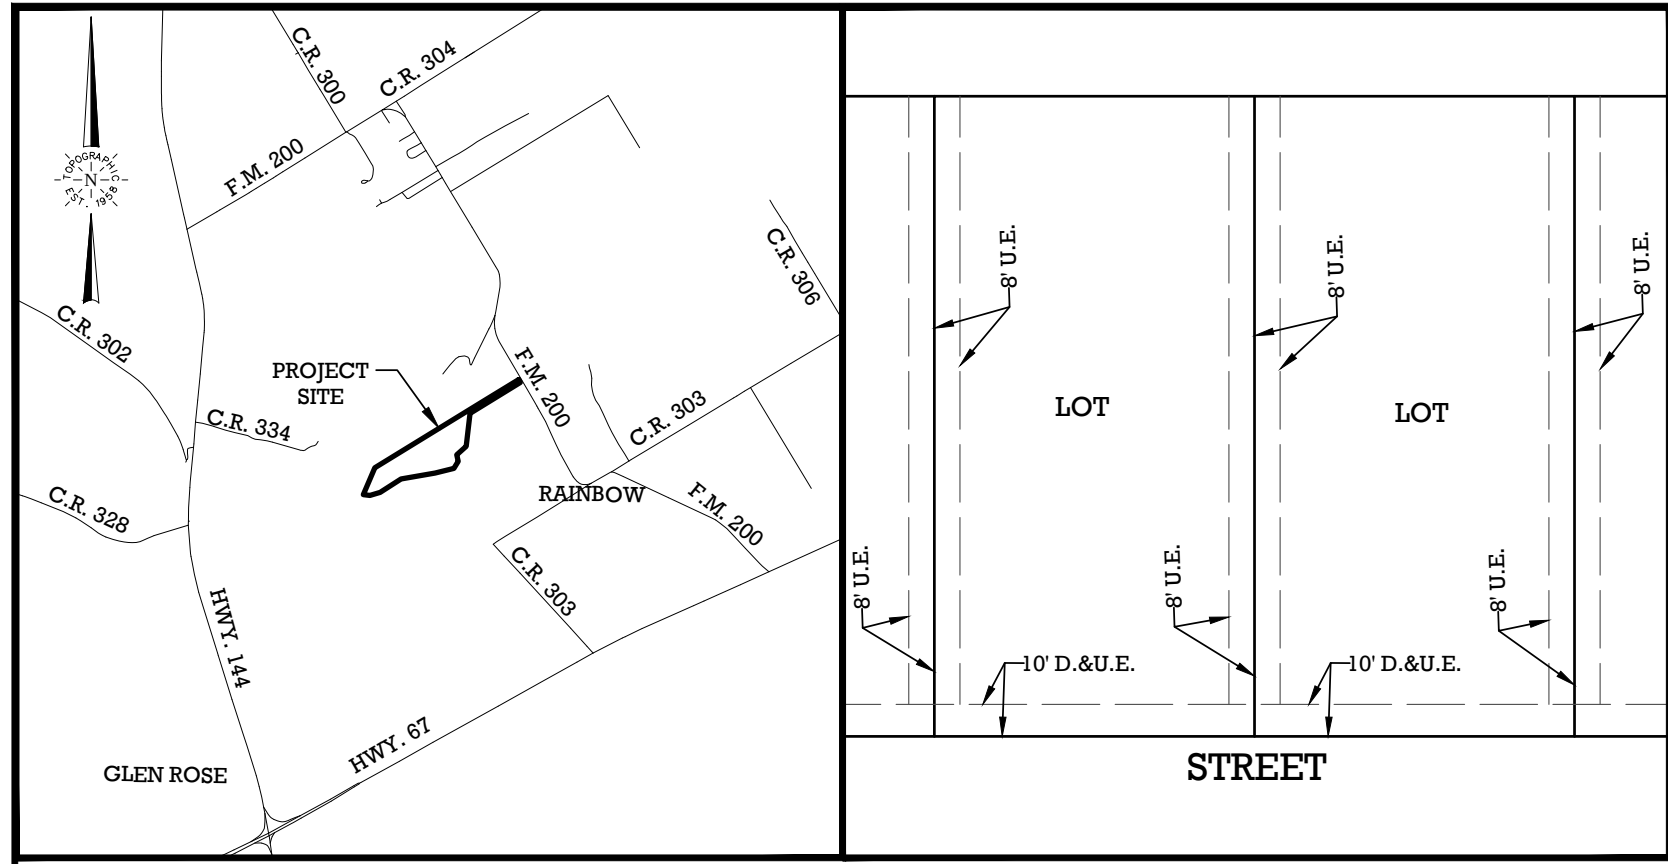 C.R. 300
C.R. 304
F.M. 200
TOPOGRAPHIC
N
EST. 1958
C.R. 306
C.R. 302
PROJECT
SITE
F.M. 200
C.R. 334
C.R. 303
C.R. 328
RAINBOW
F.M. 200
C.R. 303
HWY. 144
HWY. 67
GLEN ROSE
8' U.E.
8' U.E.
8' U.E.
LOT
LOT
8' U.E.
8' U.E.
8' U.E.
10' D.&U.E.
10' D.&U.E.
STREET